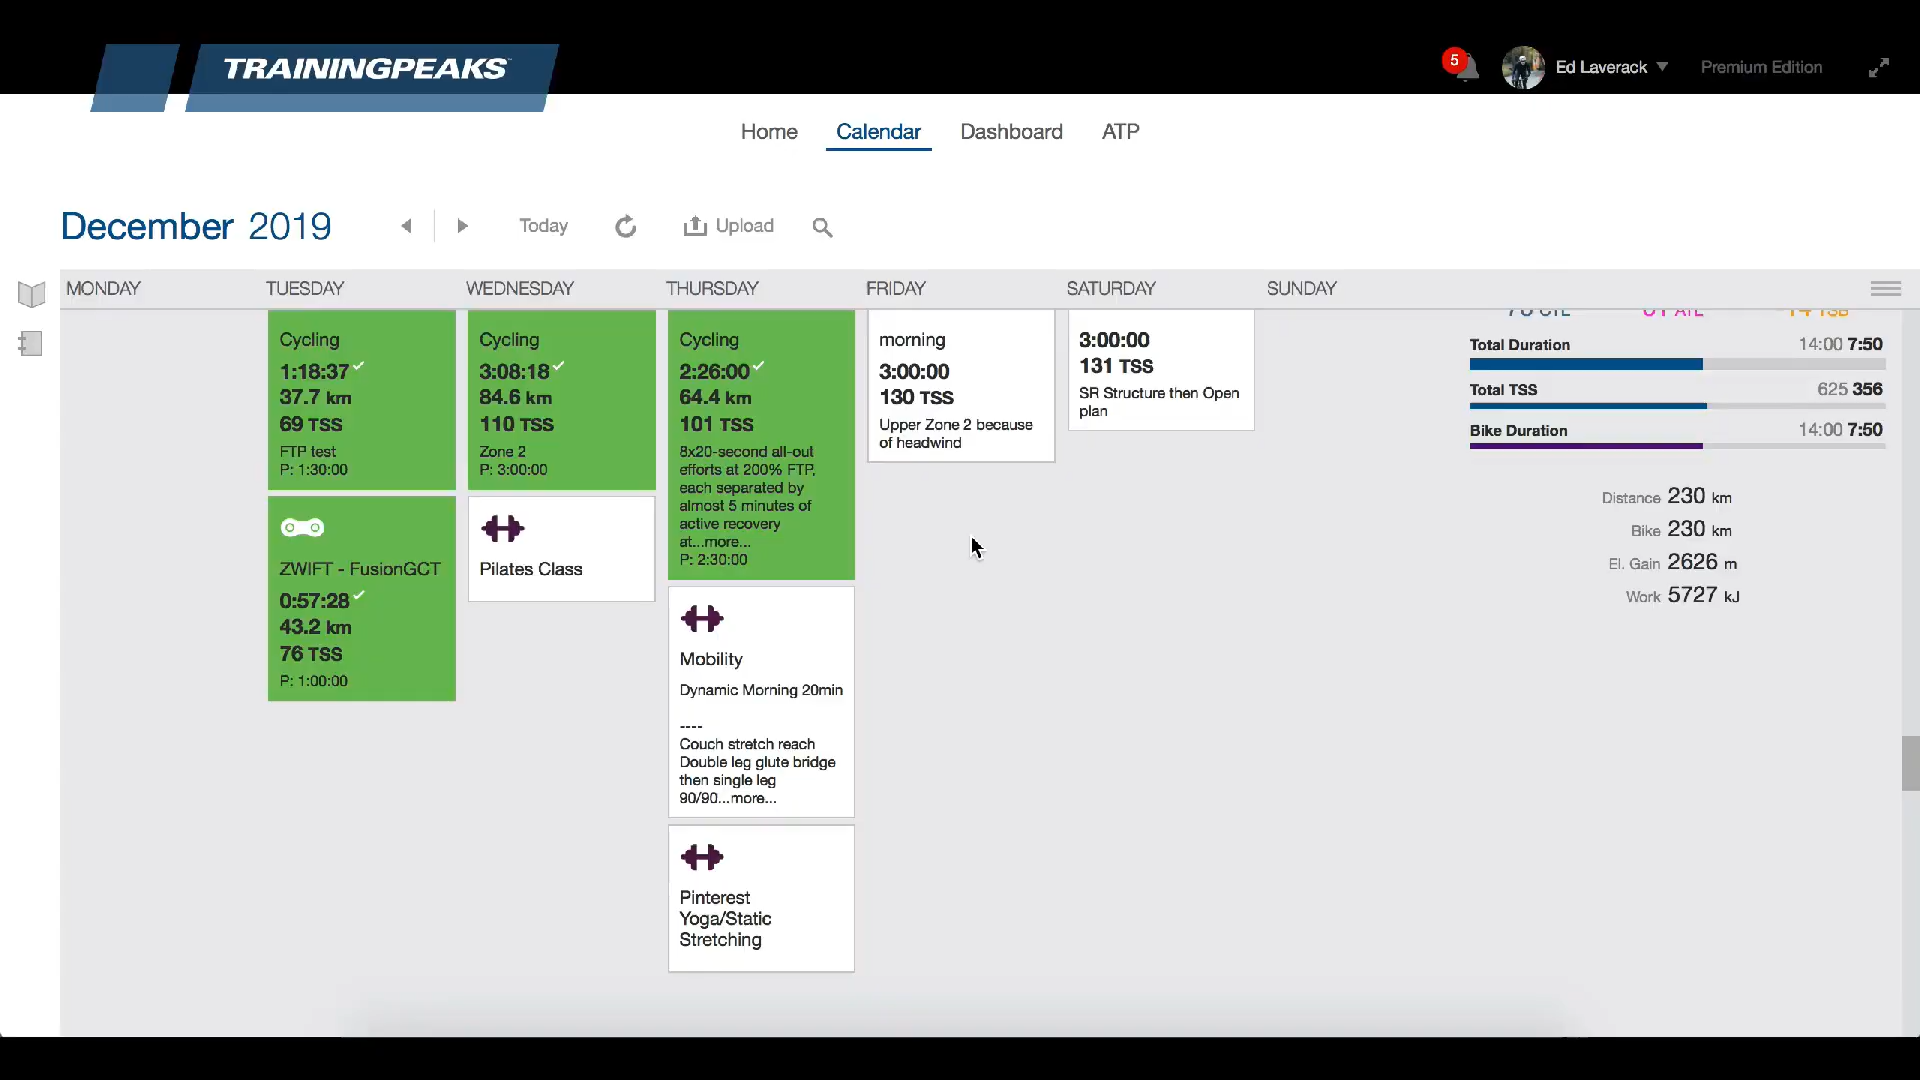 TRAININGPEAKS
5
Ed Laverack
Premium Edition
Home
Calendar
Dashboard
ATP
December 2019
Today
Upload
MONDAY
TUESDAY
WEDNESDAY
THURSDAY
FRIDAY
SATURDAY
SUNDAY
Cycling
1:18:37
37.7 km
69 TSS
FTP test
P: 1:30:00
ZWIFT - FusionGCT
0:57:28
43.2 km
76 TSS
P: 1:00:00
Cycling
3:08:18
84.6 km
110 TSS
Zone 2
P: 3:00:00
Pilates Class
Cycling
2:26:00
64.4 km
101 TSS
8x20-second all-out
efforts at 200% FTP,
each separated by
almost 5 minutes of
active recovery
at...more...
P: 2:30:00
Mobility
Dynamic Morning 20min
----
Couch stretch reach
Double leg glute bridge
then single leg
90/90...more...
Pinterest
Yoga/Static
Stretching
morning
3:00:00
130 TSS
Upper Zone 2 because
of headwind
3:00:00
131 TSS
SR Structure then Open
plan
CTL
ATL
TSB
Total Duration 14:00 7:50
Total TSS 625 356
Bike Duration 14:00 7:50
Distance 230 km
Bike 230 km
El. Gain 2626 m
Work 5727 kJ